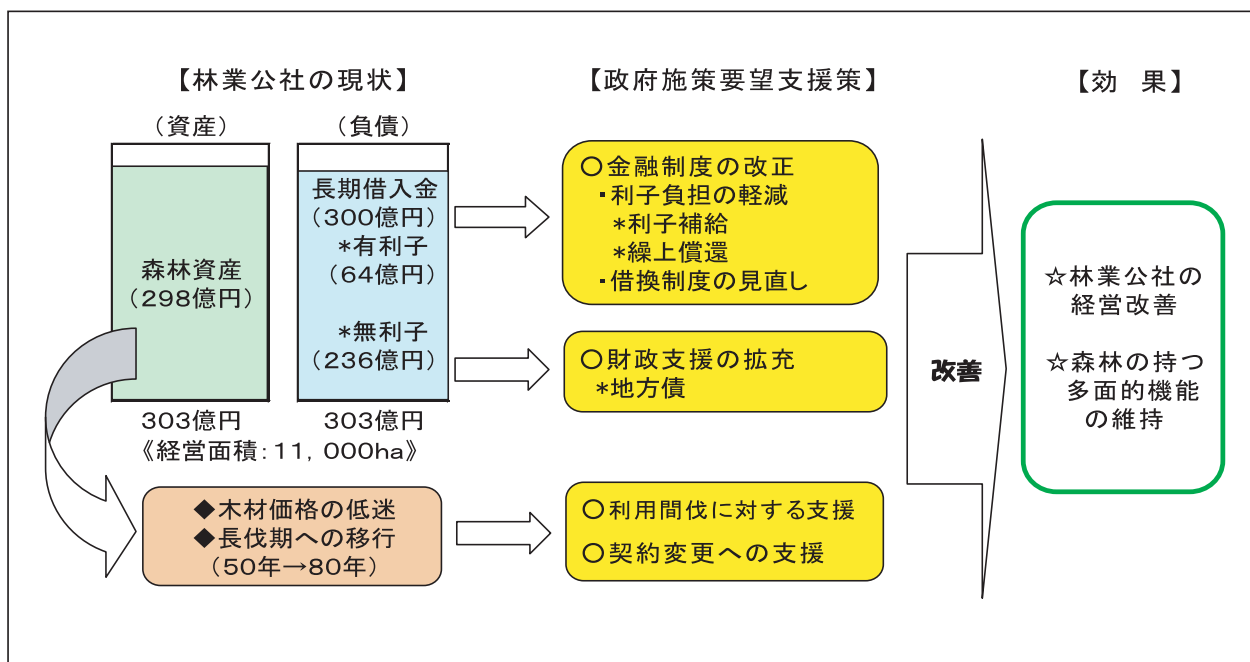 【林業公社の現状】
(資産)
(負債)
森林資産
(298億円)
長期借入金
(300億円)
*有利子
(64億円)
*無利子
(236億円)
303億円
303億円
《経営面積:11,000ha》
◆木材価格の低迷
◆長伐期への移行
(50年→80年)
【政府施策要望支援策】
○金融制度の改正
・利子負担の軽減
*利子補給
*繰上償還
・借換制度の見直し
○財政支援の拡充
*地方債
○利用間伐に対する支援
○契約変更への支援
改善
【効 果】
☆林業公社の
経営改善
☆森林の持つ
多面的機能
の維持